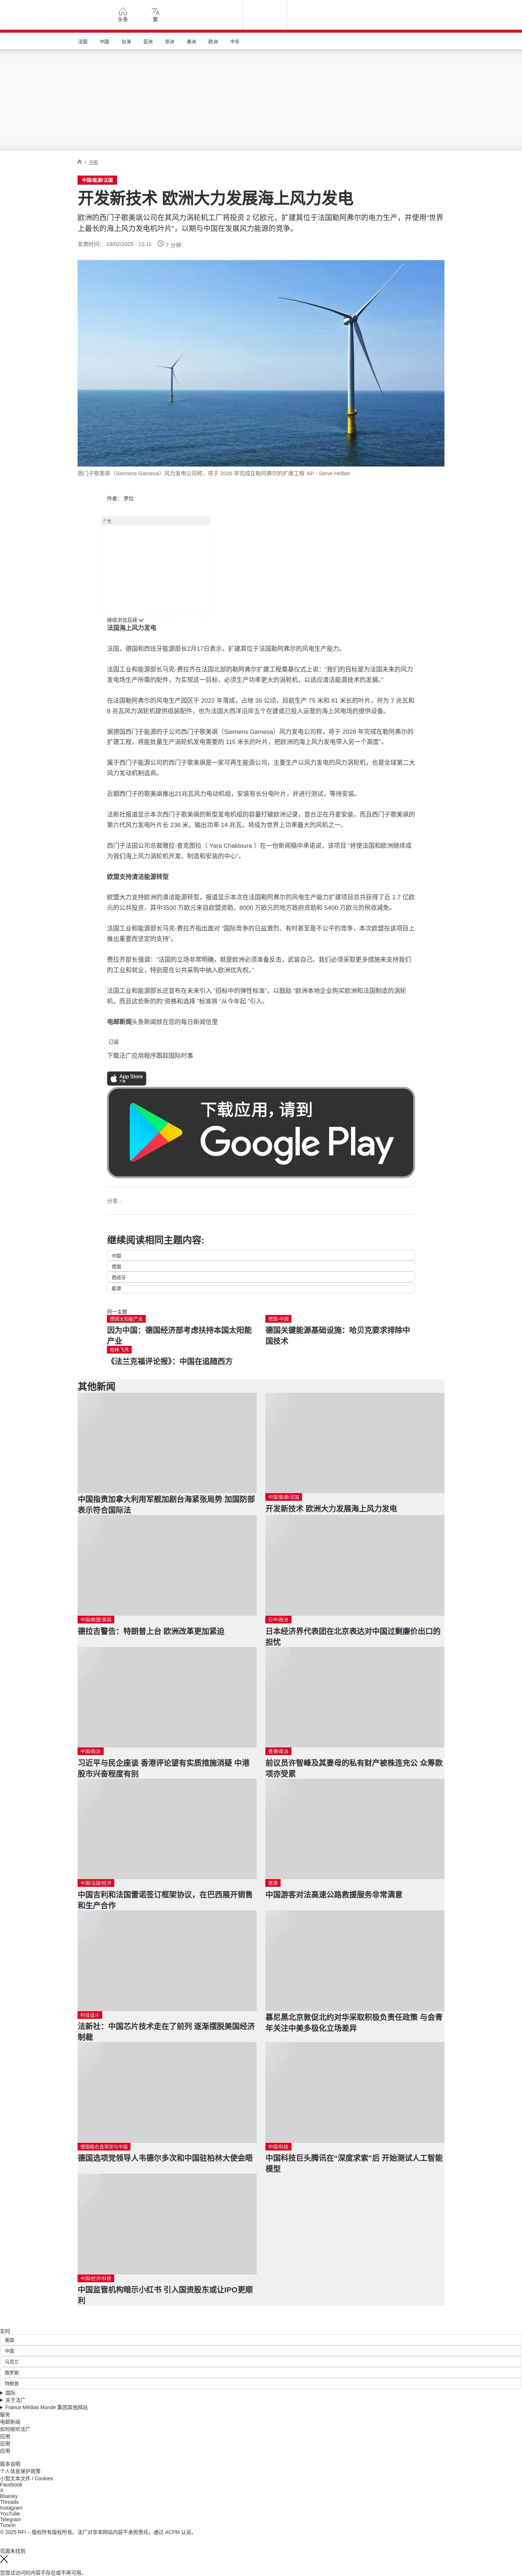 头条
繁
法国
中国
台海
亚洲
非洲
美洲
欧洲
中东
/ 中国
中国/能源/法国
开发新技术 欧洲大力发展海上风力发电
欧洲的西门子歌美飒公司在其风力涡轮机工厂将投资 2 亿欧元，扩建其位于法国勒阿弗尔的电力生产，并使用“世界
上最长的海上风力发电机叶片”，以期与中国在发展风力能源的竞争。
发表时间： 18/02/2025 - 15:11
7 分钟
西门子歌美飒（Siemens Gamesa）风力发电公司称，将于 2026 年完成在勒阿弗尔的扩建工程 AP - Steve Helber
作者： 罗拉
广告
继续浏览后续
法国海上风力发电
法国，德国和西班牙能源部长2月17日表示，扩建其位于法国勒阿弗尔的风电生产能力。
法国工业和能源部长马克-费拉齐在法国北部的勒阿弗尔扩建工程奠基仪式上说：“我们的目标是为法国未来的风力
发电场生产所需的配件，为实现这一目标，必须生产功率更大的涡轮机，以适应清洁能源技术的发展。”
在法国勒阿弗尔的风电生产园区于 2022 年落成，占地 36 公顷，目前生产 75 米和 81 米长的叶片，并为 7 兆瓦和
8 兆瓦风力涡轮机提供组装配件，也为法国大西洋沿岸五个在建或已投入运营的海上风电场的提供设备。
据德国西门子能源的子公司西门子歌美飒（Siemens Gamesa）风力发电公司称，将于 2026 年完成在勒阿弗尔的
扩建工程，将能批量生产涡轮机发电需要的 115 米长的叶片，把欧洲的海上风力发电带入另一个高度”。
属于西门子能源公司的西门子歌美飒是一家可再生能源公司，主要生产以风力发电的风力涡轮机，也是全球第二大
风力发动机制造商。
近期西门子的歌美飒推出21兆瓦风力电动机组，安装有长分电叶片，并进行测试，等待安装。
法新社报道显示本次西门子歌美飒的新型发电机组的容量打破欧洲记录，首台正在丹麦安装，而且西门子歌美飒的
第六代风力发电叶片长 236 米，输出功率 14 兆瓦，将成为世界上功率最大的风机之一。
西门子法国公司总裁雅拉·查克图拉（ Yara Chaktoura ）在一份新闻稿中承诺说，该项目 “将使法国和欧洲继续成
为我们海上风力涡轮机开发、制造和安装的中心”。
欧盟支持清洁能源转型
欧盟大力支持欧洲的清洁能源转型，报道显示本次在法国勒阿弗尔的风电生产能力扩建项目总共获得了近 1.7 亿欧
元的公共投资，其中3500 万欧元来自欧盟资助、8000 万欧元的地方政府资助和 5400 万欧元的税收减免。
法国工业和能源部长马克-费拉齐指出面对 “国际竞争的日益激烈、有时甚至是不公平的竞争，本次欧盟在该项目上
推出重要而坚定的支持”。
费拉齐部长强调：“法国的立场非常明确，就是欧洲必须准备反击，武装自己。我们必须采取更多措施来支持我们
的工业和就业，特别是在公共采购中纳入欧洲优先权。”
法国工业和能源部长还宣布在未来引入 “招标中的弹性标准”，以鼓励 “欧洲本地企业购买欧洲和法国制造的涡轮
机，而且这些新的的“资格和选择 ”标准将 “从今年起 ”引入。
电邮新闻头条新闻就在您的每日新闻信里
订阅
下载法广应用程序跟踪国际时事
App Store
下载应用，请到
Google Play
分享 :
继续阅读相同主题内容:
中国
德国
西班牙
能源
同一主题
德国太阳能产业
因为中国：德国经济部考虑扶持本国太阳能
产业
德国-中国
德国关键能源基础设施：哈贝克要求排除中
国技术
柏林飞鸿
《法兰克福评论报》：中国在追随西方
其他新闻
中国指责加拿大利用军舰加剧台海紧张局势 加国防部
表示符合国际法
中国/能源/法国
开发新技术 欧洲大力发展海上风力发电
中国/欧盟/美国
德拉吉警告：特朗普上台 欧洲改革更加紧迫
日/中/政治
日本经济界代表团在北京表达对中国过剩廉价出口的
担忧
中国/政治
习近平与民企座谈 香港评论望有实质措施消疑 中港
股市兴奋程度有别
香港/政治
前议员许智峰及其妻母的私有财产被株连充公 众筹款
项亦受累
中国/法国/经济
中国吉利和法国雷诺签订框架协议，在巴西展开销售
和生产合作
旅游
中国游客对法高速公路救援服务非常满意
科技战斗
法新社：中国芯片技术走在了前列 逐渐摆脱美国经济
制裁
慕尼黑北京敦促北约对华采取积极负责任政策 与会青
年关注中美多极化立场差异
德国极右选项党与中国
德国选项党领导人韦德尔多次和中国驻柏林大使会晤
中国/科技
中国科技巨头腾讯在“深度求索”后 开始测试人工智能
模型
中国/经济/科技
中国监管机构暗示小红书 引入国资股东或让IPO更顺
利
实时
美国
中国
乌克兰
俄罗斯
特朗普
国际
关于法广
France Médias Monde 集团其他网站
服务
电邮新闻
如何收听法广
应用
应用
应用
版本说明
个人信息保护政策
小型文本文件 / Cookies
Facebook
X
Bluesky
Threads
Instagram
YouTube
Telegram
TuneIn
© 2025 RFI – 版权所有版权所有。法广对非本网站内容不承担责任。通过 ACPM 认证。
页面未找到
您尝试访问的内容不存在或不再可用。